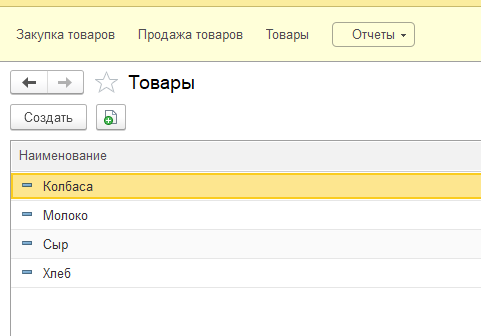 Закупка товаров Продажа товаров Товары Отчеты
Товары
Создать
Наименование
Колбаса
Молоко
Сыр
Хлеб